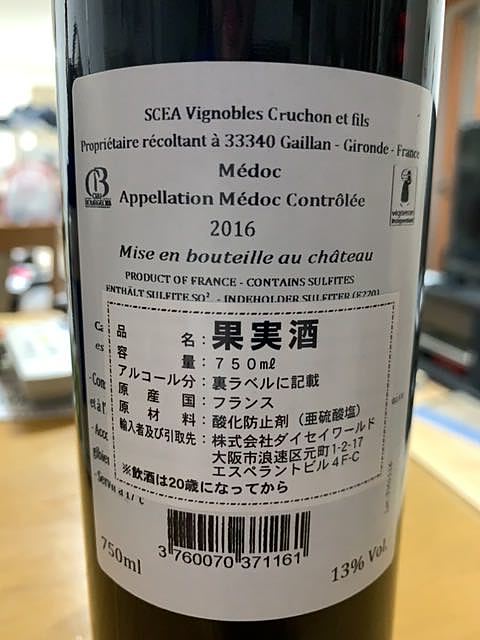 SCEA Vignobles Cruchon et fils
Propriétaire récoltant à 33340 Gaillan - Gironde - France
Médoc
Appellation Médoc Contrôlée
2016
Mise en bouteille au château
PRODUCT OF FRANCE - CONTAINS SULFITES
ENTHÄLT SULFITE.SO² - INDEHOLDER SULFITER (E220)
品名：果実酒
容量：７５０㎖
アルコール分：裏ラベルに記載
原産国：フランス
原材料：酸化防止剤（亜硫酸塩）
輸入者及び引取先：株式会社ダイセイワールド
大阪市浪速区元町1-2-17
エスペラントビル４F-C
※飲酒は20歳になってから
750ml
3 760070 371161
13% Vol.